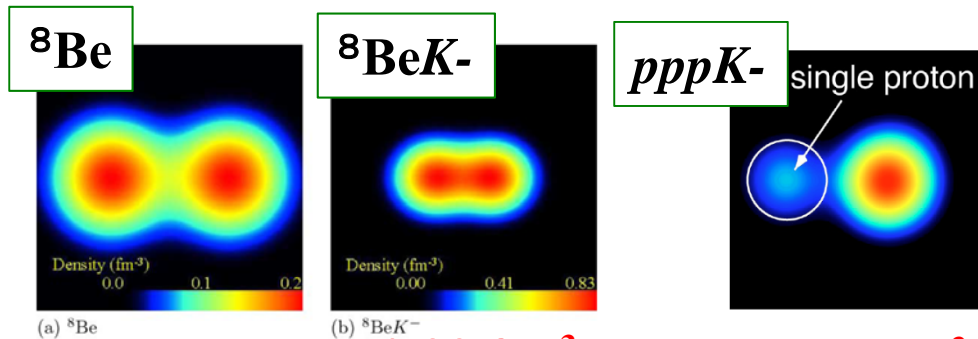 ⁸Be
⁸BeK-
pppK-
single proton
Density (fm⁻³)
0.0 0.1 0.2
Density (fm⁻³)
0.00 0.41 0.83
(a) ⁸Be
(b) ⁸BeK⁻